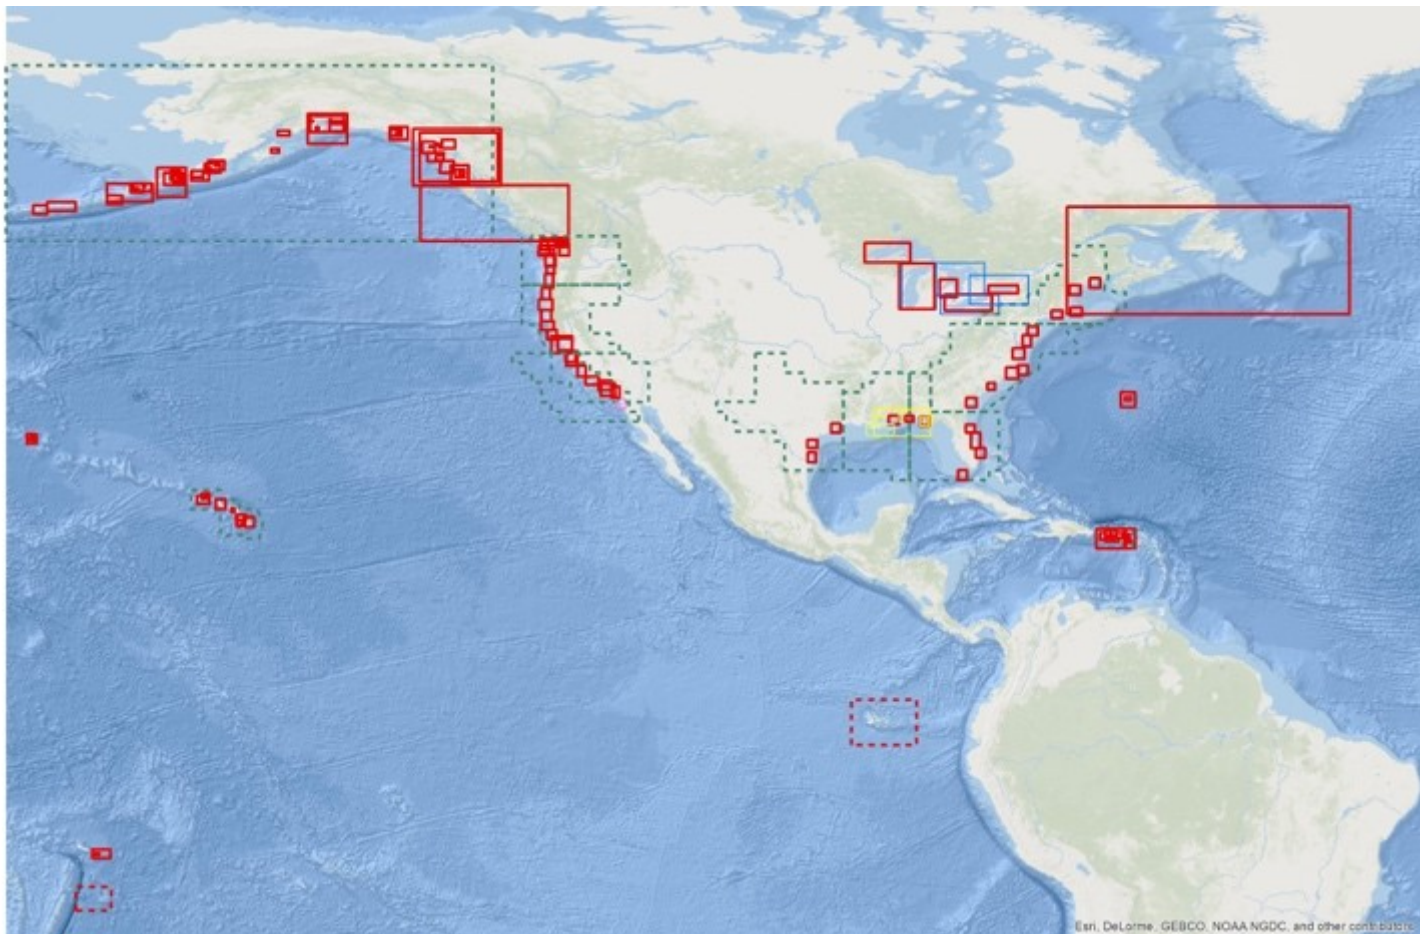 Esri, DeLorme, GEBCO, NOAA NGDC, and other contributors